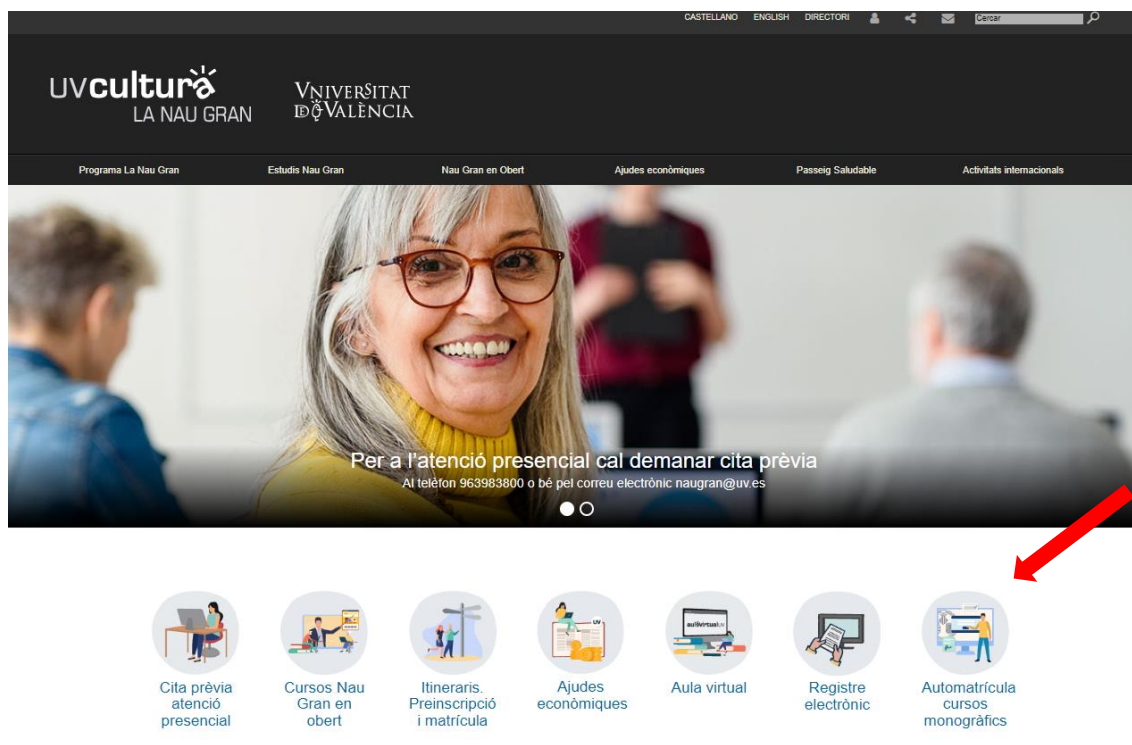 CASTELLANO ENGLISH DIRECTORI Cercar
UVcultura
LA NAU GRAN
VNIVERSITAT
ID VALÈNCIA
Programa La Nau Gran Estudis Nau Gran Nau Gran en Obert Ajudes econòmiques Passeig Saludable Activitats internacionals
Per a l'atenció presencial cal demanar cita prèvia
Al telèfon 963983800 o bé pel correu electrònic naugran@uv.es
UV
aulavirtual
Cita prèvia
atenció
presencial
Cursos Nau
Gran en
obert
Itineraris.
Preinscripció
i matrícula
Ajudes
econòmiques
Aula virtual
Registre
electrònic
Automatrícula
cursos
monogràfics